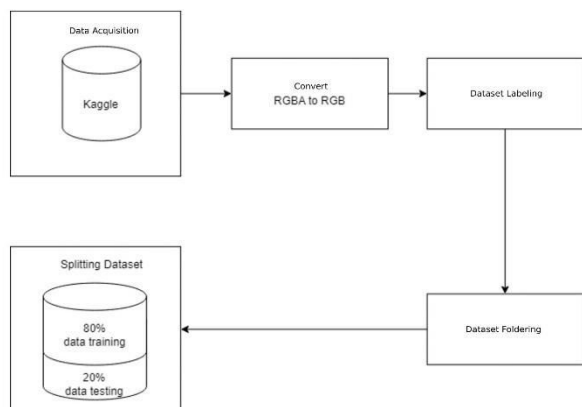 Data Acquisition
Kaggle
Convert
RGBA to RGB
Dataset Labeling
Splitting Dataset
80%
data training
20%
data testing
Dataset Foldering